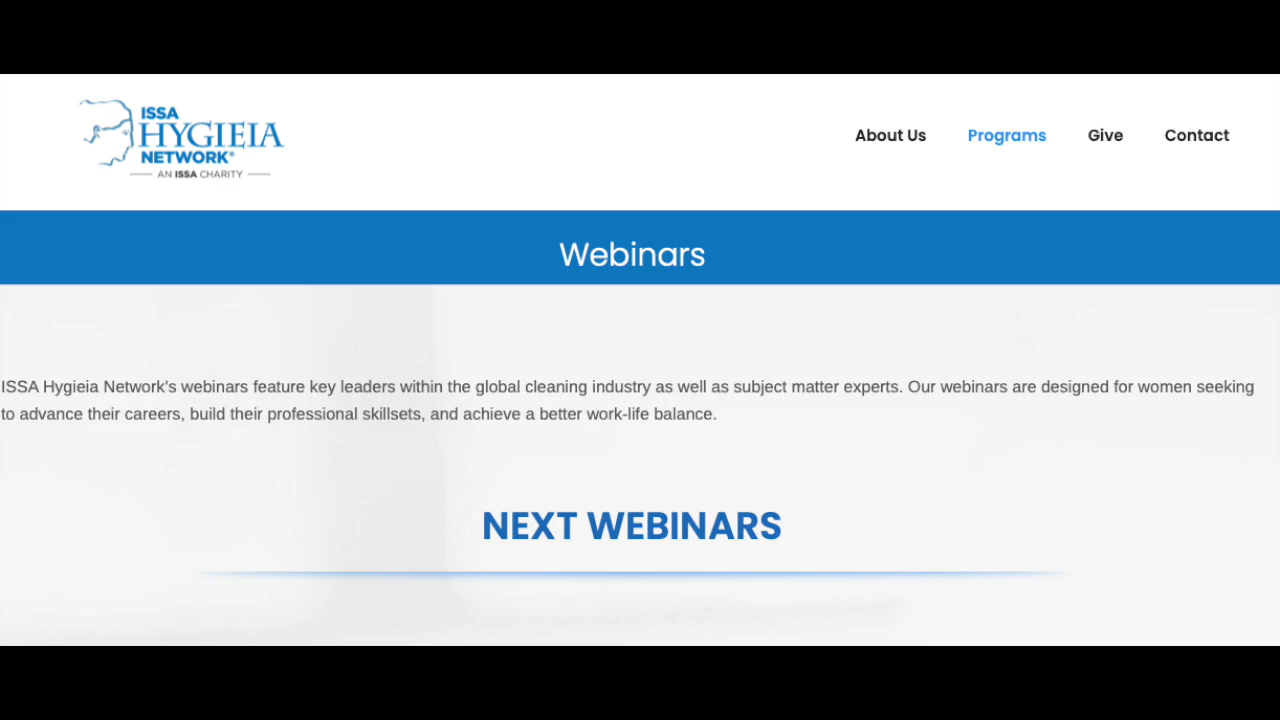 ISSA
HYGIEIA
NETWORK®
AN ISSA CHARITY
About Us Programs Give Contact
Webinars
ISSA Hygieia Network's webinars feature key leaders within the global cleaning industry as well as subject matter experts. Our webinars are designed for women seeking
to advance their careers, build their professional skillsets, and achieve a better work-life balance.
NEXT WEBINARS